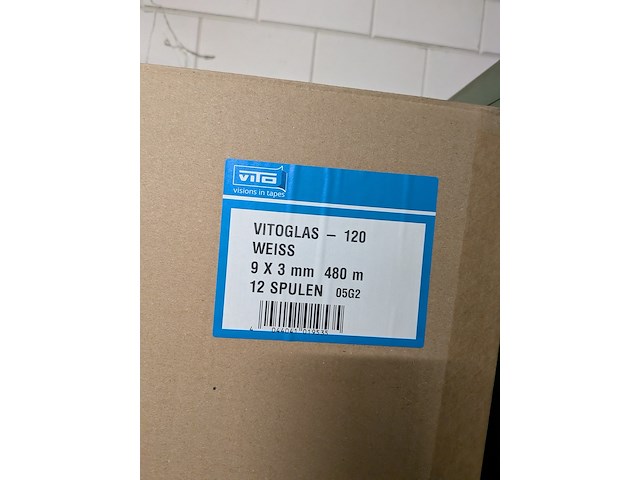 VITO
visions in tapes
VITOGLAS – 120
WEISS
9 X 3 mm 480 m
12 SPULEN 05G2